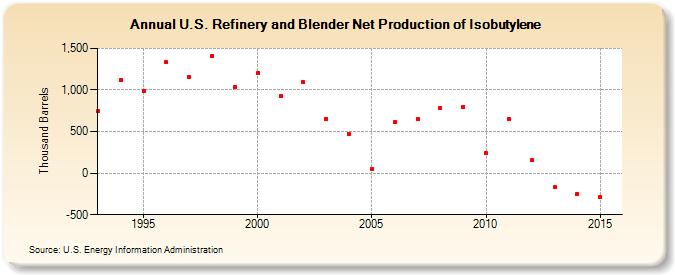 Annual U.S. Refinery and Blender Net Production of Isobutylene
Thousand Barrels
1,500
1,000
500
0
-500
1995 2000 2005 2010 2015
Source: U.S. Energy Information Administration